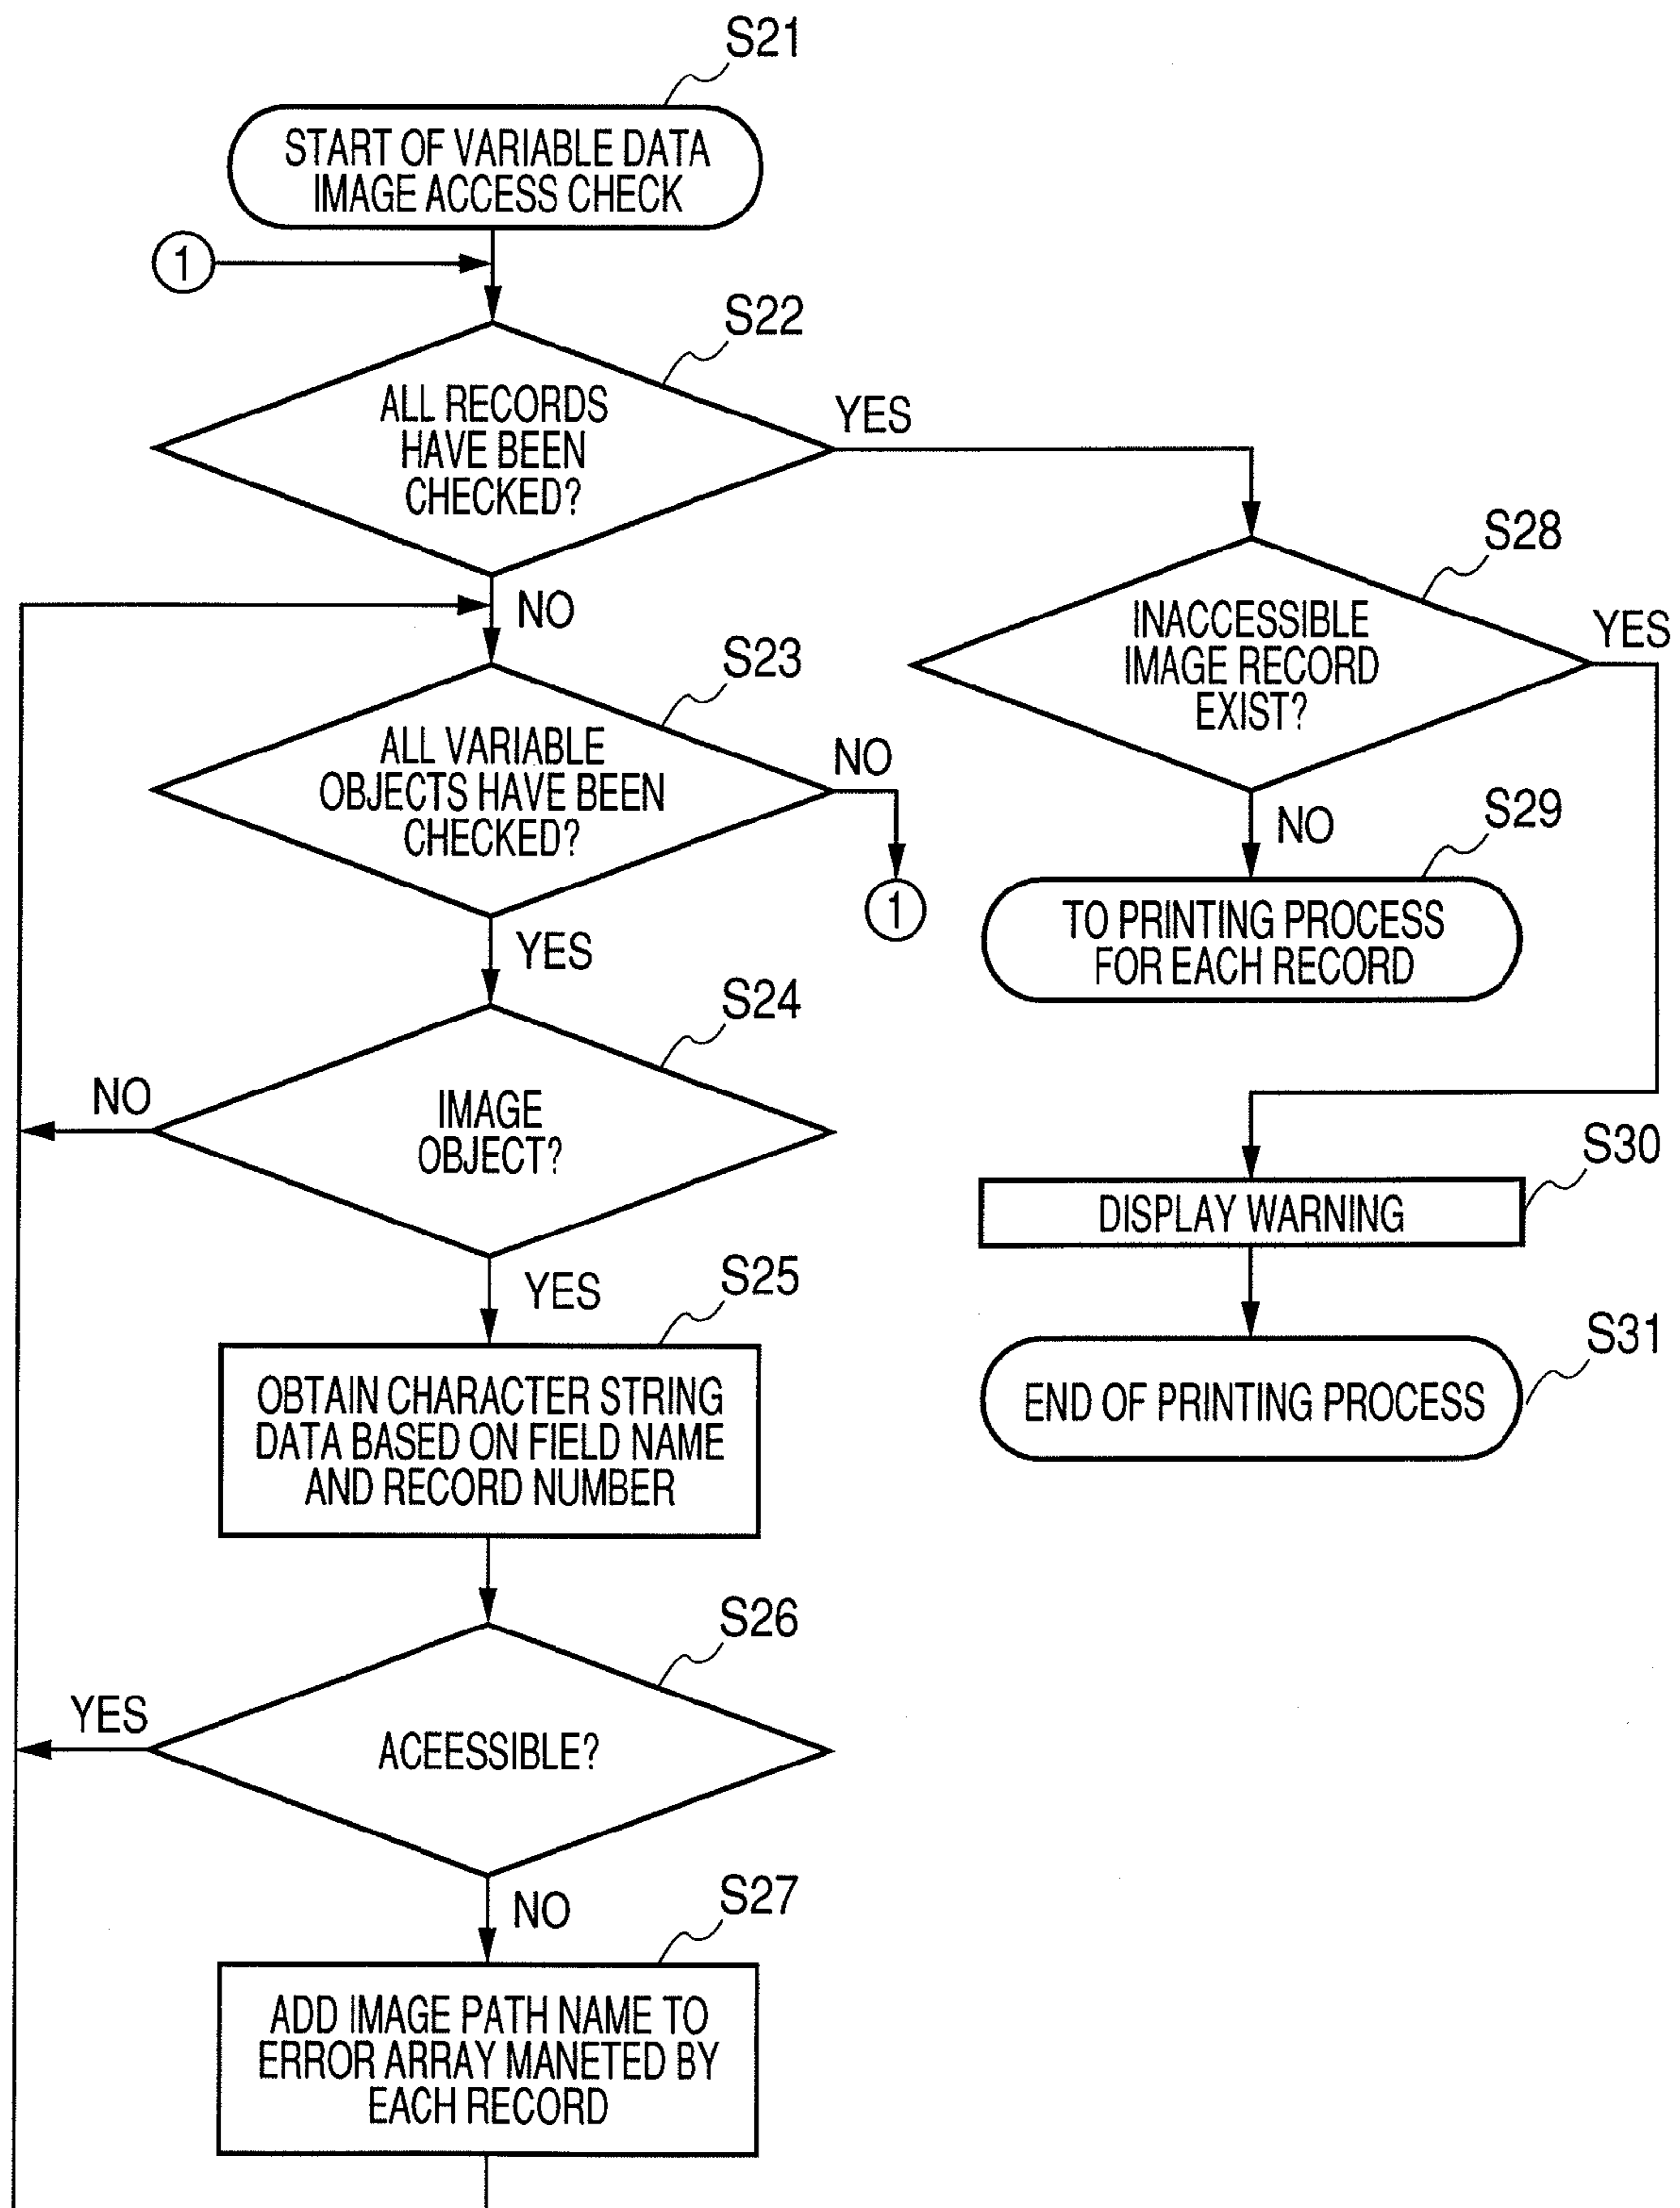 S21
START OF VARIABLE DATA
IMAGE ACCESS CHECK
1
S22
ALL RECORDS
HAVE BEEN
CHECKED?
YES
NO
S28
INACCESSIBLE
IMAGE RECORD
EXIST?
YES
NO
S23
ALL VARIABLE
OBJECTS HAVE BEEN
CHECKED?
NO
1
YES
S29
TO PRINTING PROCESS
FOR EACH RECORD
S24
IMAGE
OBJECT?
NO
YES
S30
DISPLAY WARNING
S25
OBTAIN CHARACTER STRING
DATA BASED ON FIELD NAME
AND RECORD NUMBER
S31
END OF PRINTING PROCESS
S26
ACEESSIBLE?
YES
NO
S27
ADD IMAGE PATH NAME TO
ERROR ARRAY MANETED BY
EACH RECORD